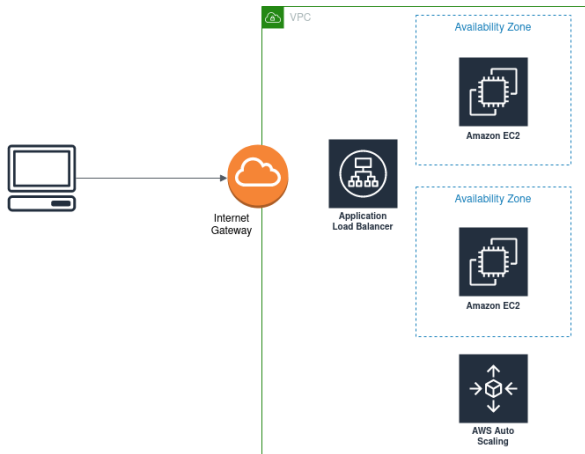 VPC
Availability Zone
Amazon EC2
Internet
Gateway
Application
Load Balancer
Availability Zone
Amazon EC2
AWS Auto
Scaling